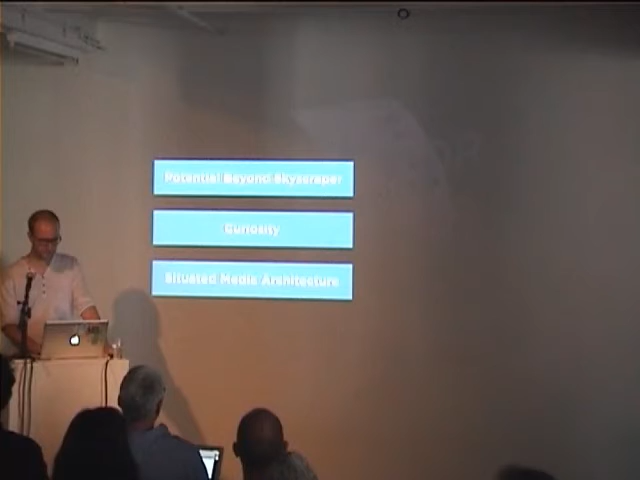 Potential Beyond Skyscraper
Curiosity
Situated Media Architecture